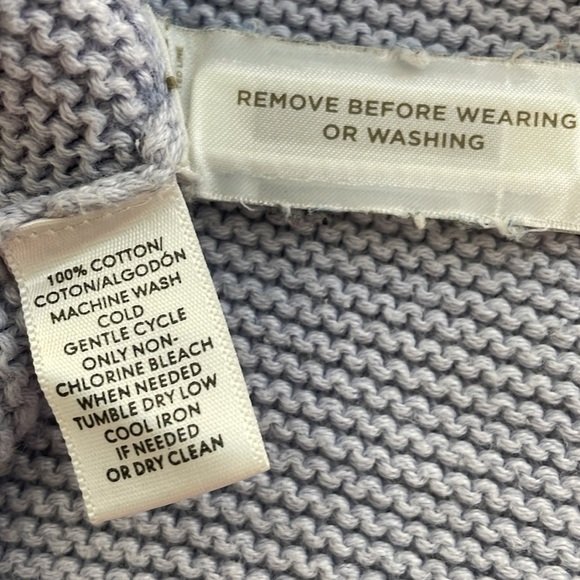 REMOVE BEFORE WEARING
OR WASHING
100% COTTON/
COTON/ALGODÓN
MACHINE WASH
COLD
GENTLE CYCLE
ONLY NON-
CHLORINE BLEACH
WHEN NEEDED
TUMBLE DRY LOW
COOL IRON
IF NEEDED
OR DRY CLEAN